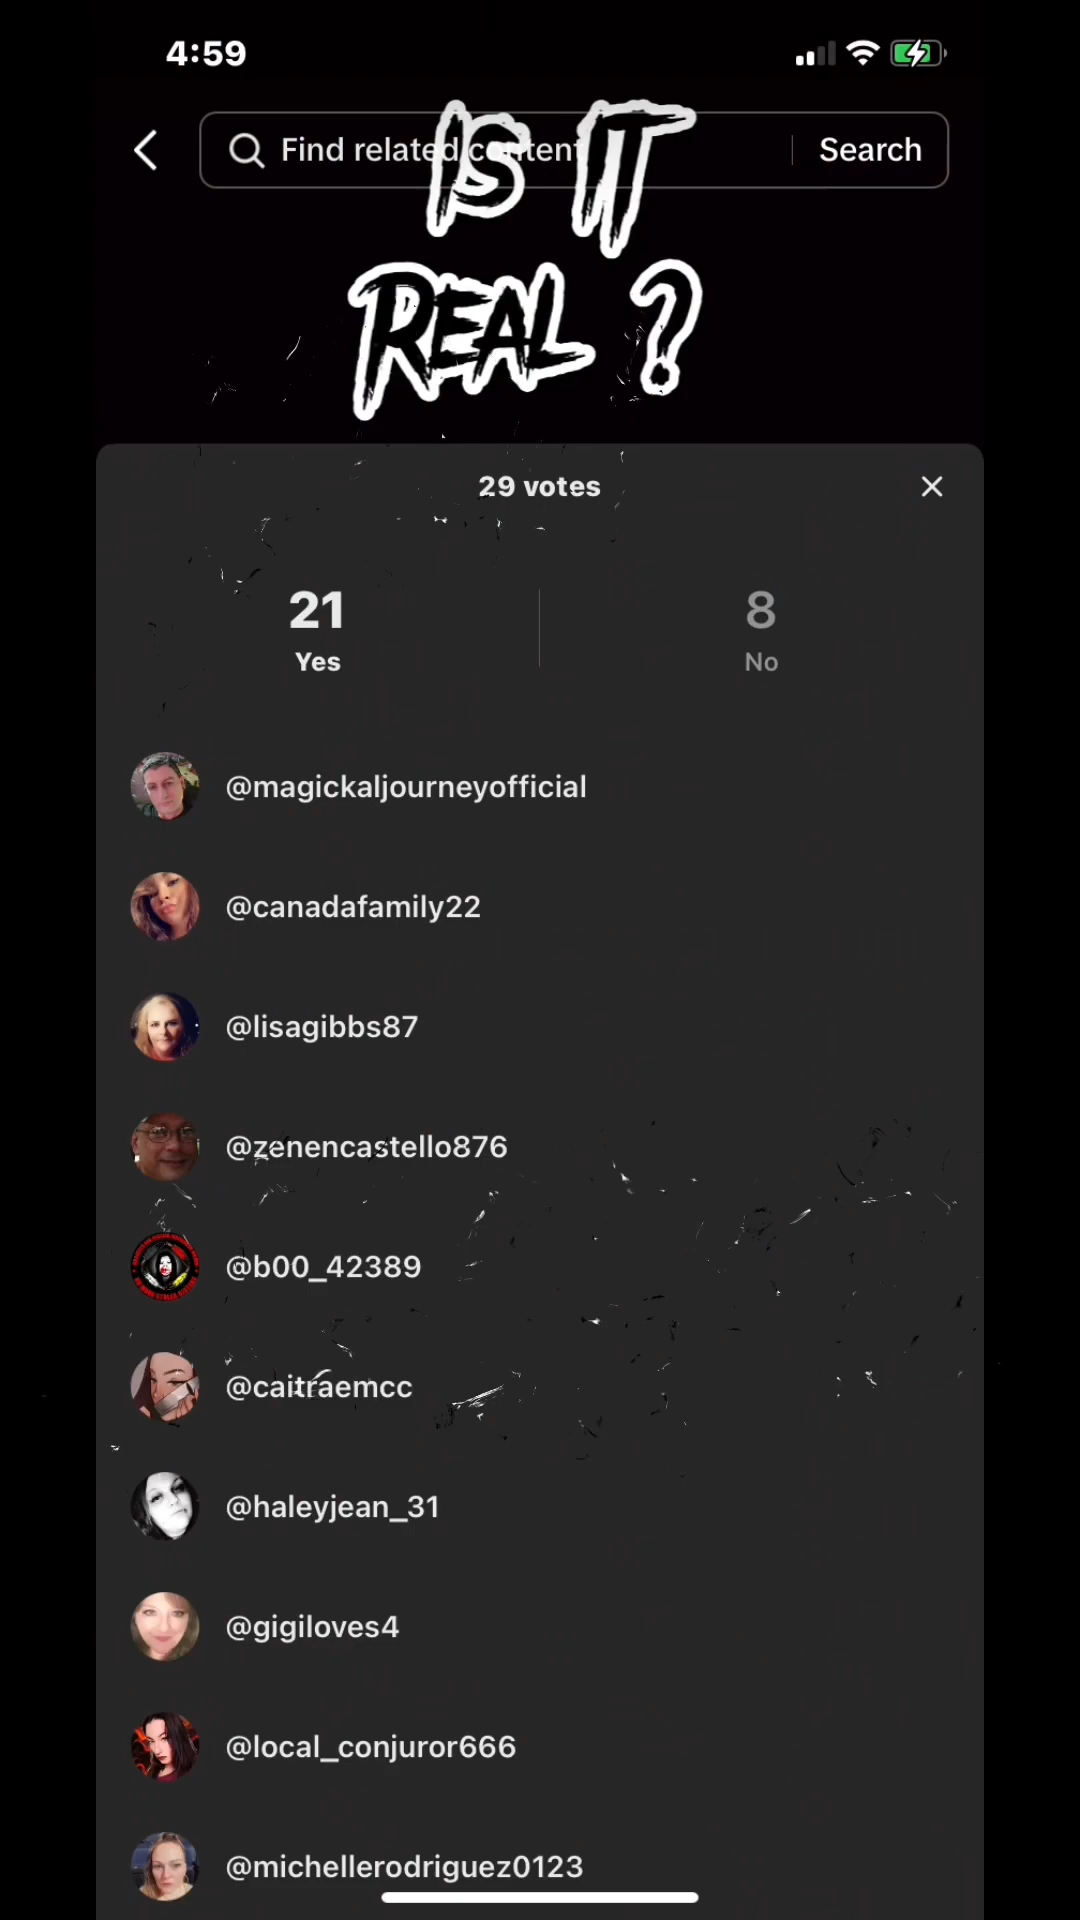 4:59
Find related content
Search
IS IT
REAL ?
29 votes
21
8
Yes
No
@magickaljourneyofficial
@canadafamily22
@lisagibbs87
@zenencastello876
@b00_42389
@caitraemcc
@haleyjean_31
@gigiloves4
@local_conjuror666
@michellerodriguez0123